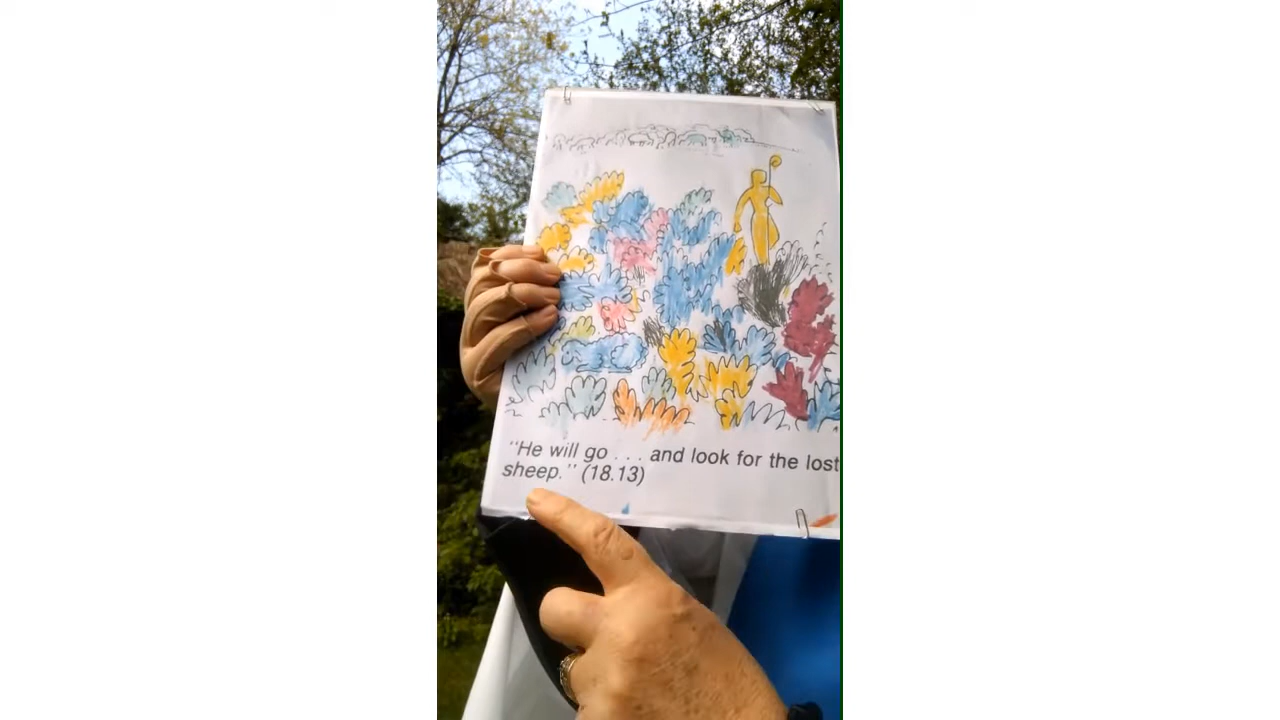 “He will go . . . and look for the lost
sheep.” (18.13)